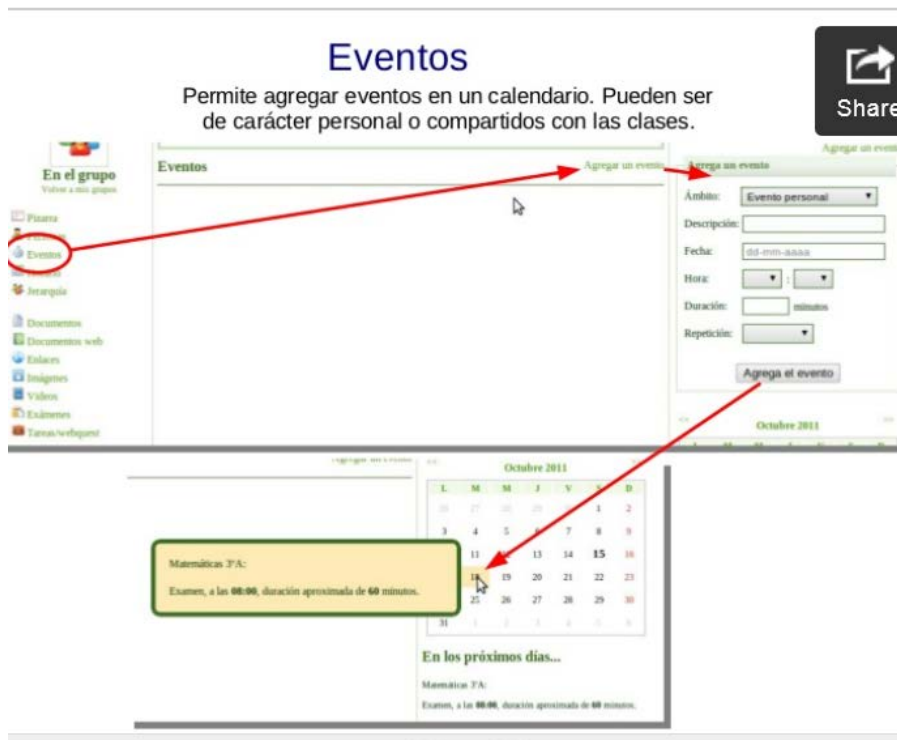 Eventos
Permite agregar eventos en un calendario. Pueden ser
de carácter personal o compartidos con las clases.
Share
En el grupo
Volver a mis grupos
Pizarra
Eventos
Jerarquía
Documentos
Documentos web
Enlaces
Imágenes
Vídeos
Exámenes
Tareas/webquest
Eventos
Agregar un evento
Agregar un event
Agrega un evento
Ámbito: Evento personal
Descripción:
Fecha: dd-mm-aaaa
Hora: :
Duración: minutos
Repetición:
Agrega el evento
<< Octubre 2011 >>
Agregar un evento
<< Octubre 2011
L M M J V S D
26 27 28 29 1 2
3 4 5 6 7 8 9
11 12 13 14 15 16
18 19 20 21 22 23
25 26 27 28 29 30
31 1 2 3 4 5 6
Matemáticas 3ºA:
Examen, a las 08:00, duración aproximada de 60 minutos.
En los próximos días...
Matemáticas 3ºA:
Examen, a las 08:00, duración aproximada de 60 minutos.